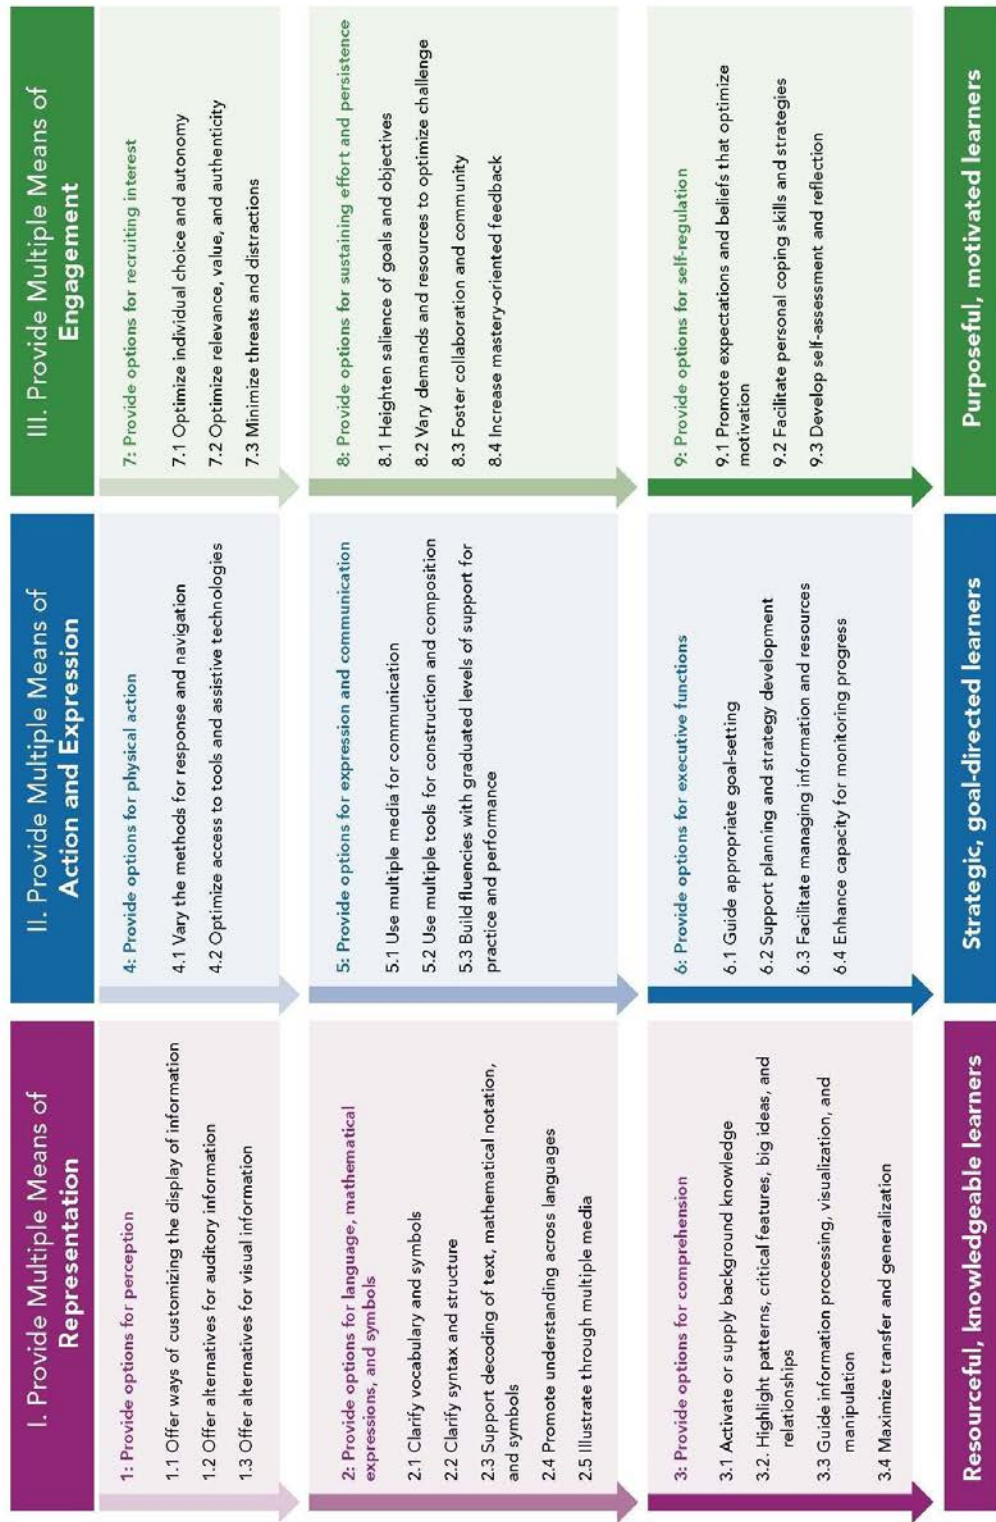 I. Provide Multiple Means of
Representation
1: Provide options for perception
1.1 Offer ways of customizing the display of information
1.2 Offer alternatives for auditory information
1.3 Offer alternatives for visual information
2: Provide options for language, mathematical
expressions, and symbols
2.1 Clarify vocabulary and symbols
2.2 Clarify syntax and structure
2.3 Support decoding of text, mathematical notation,
and symbols
2.4 Promote understanding across languages
2.5 Illustrate through multiple media
3: Provide options for comprehension
3.1 Activate or supply background knowledge
3.2. Highlight patterns, critical features, big ideas, and
relationships
3.3 Guide information processing, visualization, and
manipulation
3.4 Maximize transfer and generalization
Resourceful, knowledgeable learners
II. Provide Multiple Means of
Action and Expression
4: Provide options for physical action
4.1 Vary the methods for response and navigation
4.2 Optimize access to tools and assistive technologies
5: Provide options for expression and communication
5.1 Use multiple media for communication
5.2 Use multiple tools for construction and composition
5.3 Build fluencies with graduated levels of support for
practice and performance
6: Provide options for executive functions
6.1 Guide appropriate goal-setting
6.2 Support planning and strategy development
6.3 Facilitate managing information and resources
6.4 Enhance capacity for monitoring progress
Strategic, goal-directed learners
III. Provide Multiple Means of
Engagement
7: Provide options for recruiting interest
7.1 Optimize individual choice and autonomy
7.2 Optimize relevance, value, and authenticity
7.3 Minimize threats and distractions
8: Provide options for sustaining effort and persistence
8.1 Heighten salience of goals and objectives
8.2 Vary demands and resources to optimize challenge
8.3 Foster collaboration and community
8.4 Increase mastery-oriented feedback
9: Provide options for self-regulation
9.1 Promote expectations and beliefs that optimize
motivation
9.2 Facilitate personal coping skills and strategies
9.3 Develop self-assessment and reflection
Purposeful, motivated learners